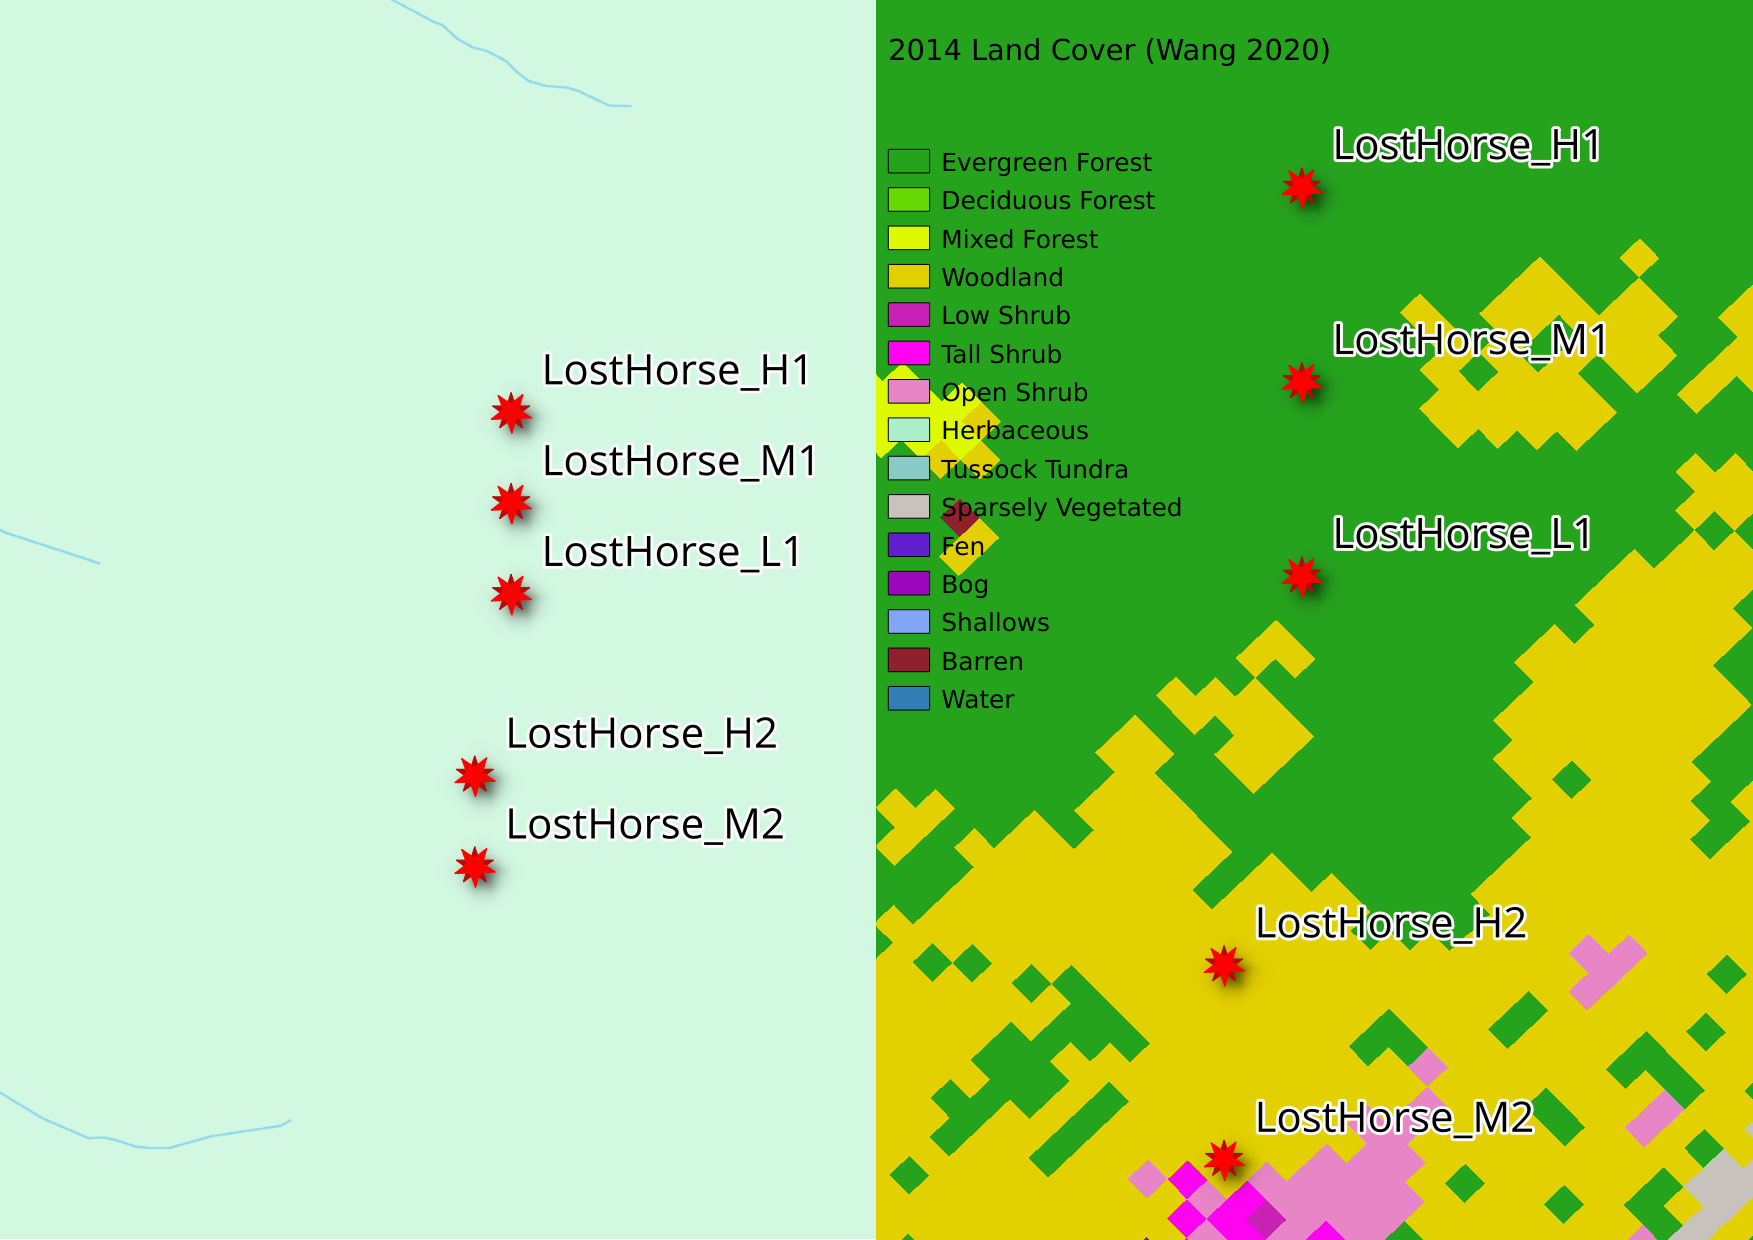 LostHorse_H1
LostHorse_M1
LostHorse_L1
LostHorse_H2
LostHorse_M2
2014 Land Cover (Wang 2020)
Evergreen Forest
Deciduous Forest
Mixed Forest
Woodland
Low Shrub
Tall Shrub
Open Shrub
Herbaceous
Tussock Tundra
Sparsely Vegetated
Fen
Bog
Shallows
Barren
Water
LostHorse_H1
LostHorse_M1
LostHorse_L1
LostHorse_H2
LostHorse_M2